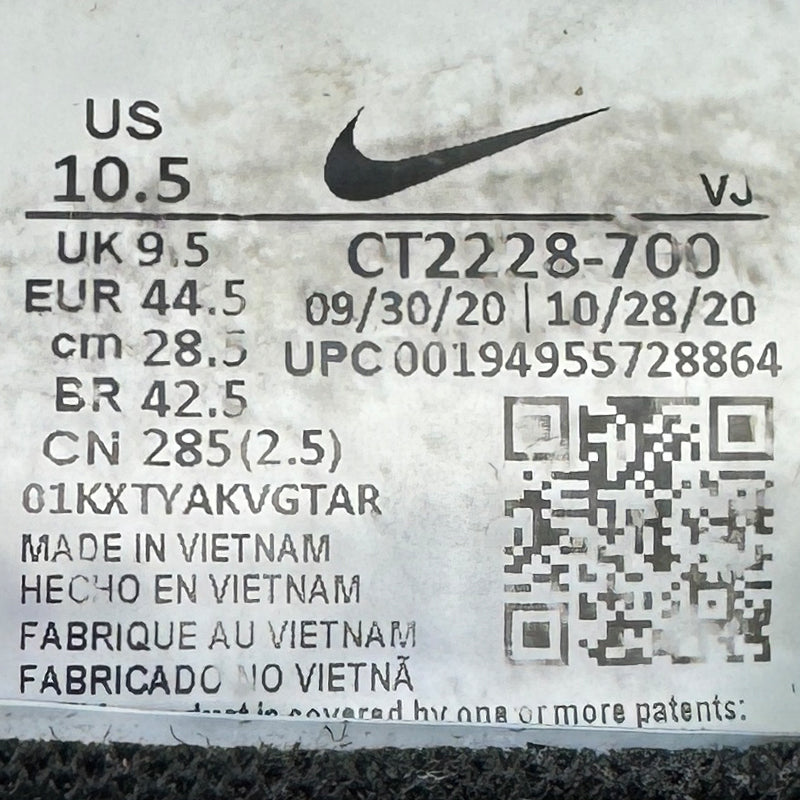 US
10.5
VJ
UK 9.5
EUR 44.5
cm 28.5
BR 42.5
CN 285(2.5)
CT2228-700
09/30/20 | 10/28/20
UPC 00194955728864
01KXTYAKVGTAR
MADE IN VIETNAM
HECHO EN VIETNAM
FABRIQUE AU VIETNAM
FABRICADO NO VIETNÃ
is covered by one or more patents: